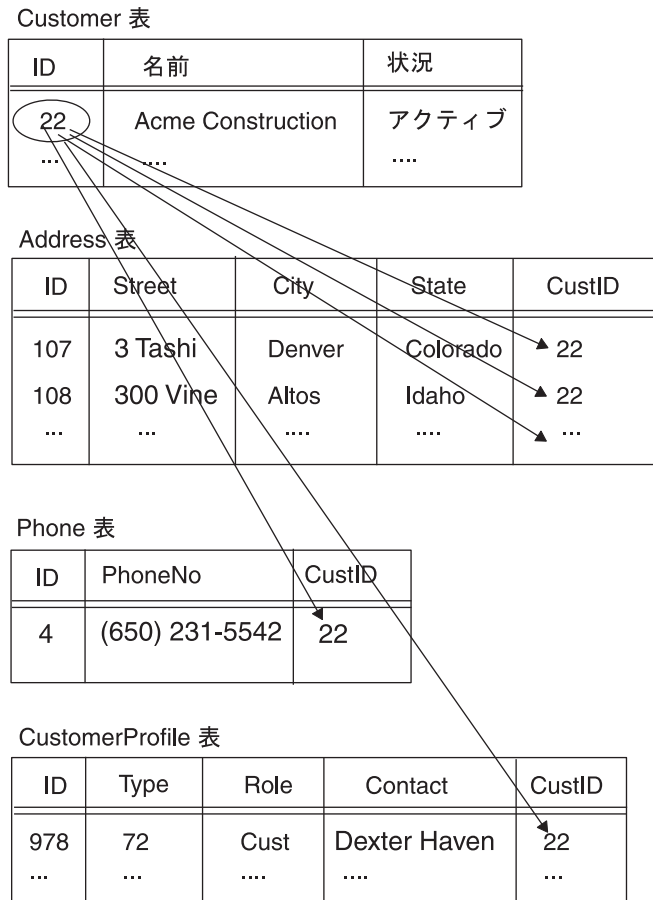 Customer 表
ID 名前 状況
22 Acme Construction アクティブ
... .... ....
Address 表
ID Street City State CustID
107 3 Tashi Denver Colorado 22
108 300 Vine Altos Idaho 22
... ... .... .... ...
Phone 表
ID PhoneNo CustID
4 (650) 231-5542 22
CustomerProfile 表
ID Type Role Contact CustID
978 72 Cust Dexter Haven 22
... ... .... .... ...